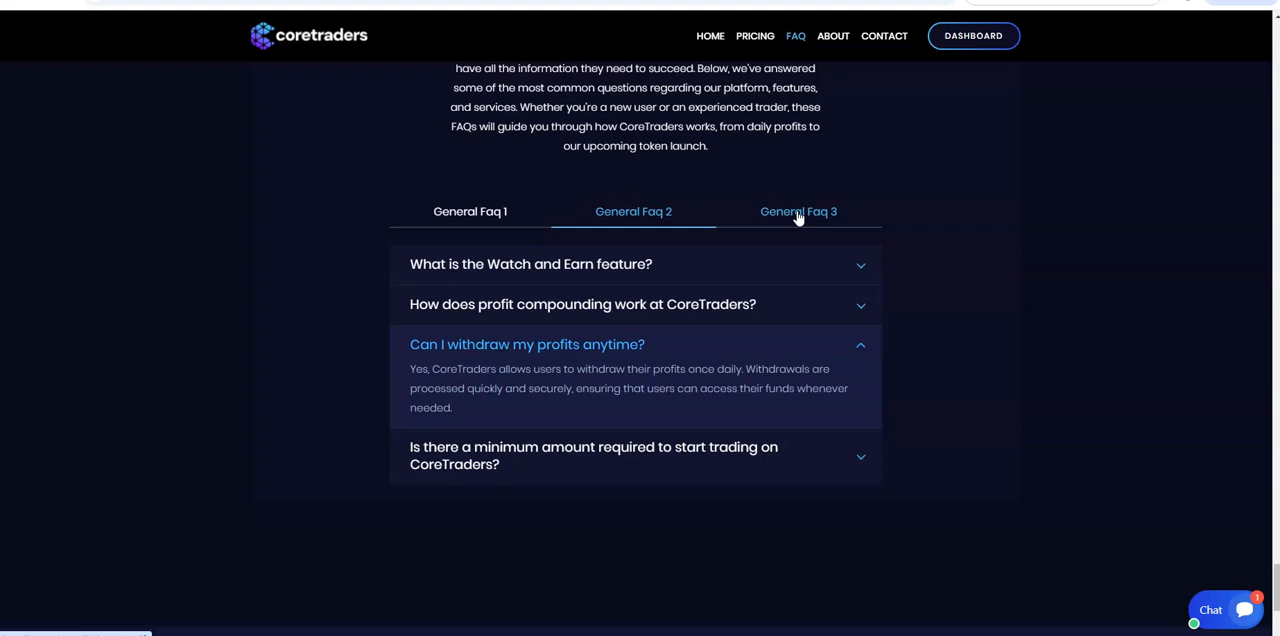 coretraders
HOME PRICING FAQ ABOUT CONTACT DASHBOARD
have all the information they need to succeed. Below, we've answered
some of the most common questions regarding our platform, features,
and services. Whether you're a new user or an experienced trader, these
FAQs will guide you through how CoreTraders works, from daily profits to
our upcoming token launch.
General Faq 1 General Faq 2 General Faq 3
What is the Watch and Earn feature?
How does profit compounding work at CoreTraders?
Can I withdraw my profits anytime?
Yes, CoreTraders allows users to withdraw their profits once daily. Withdrawals are
processed quickly and securely, ensuring that users can access their funds whenever
needed.
Is there a minimum amount required to start trading on
CoreTraders?
Chat 1